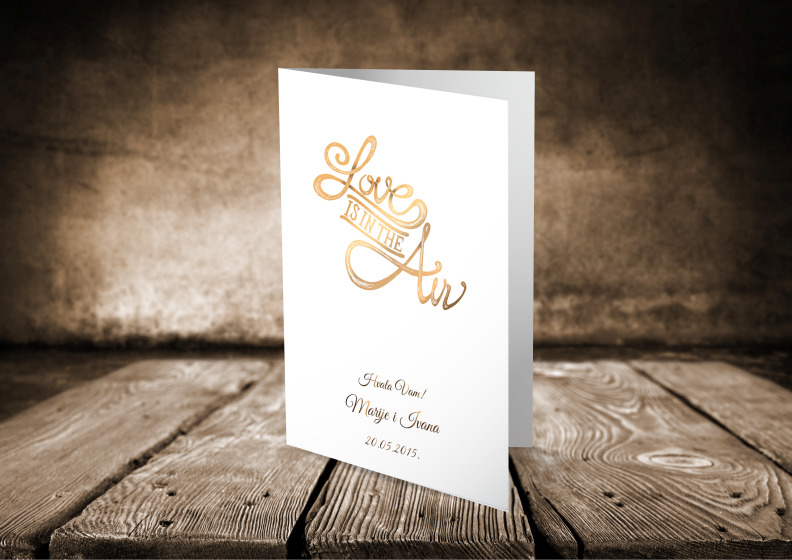 Love
IS IN THE
Air
Hvala Vam!
Marije i Ivana
20.05.2015.